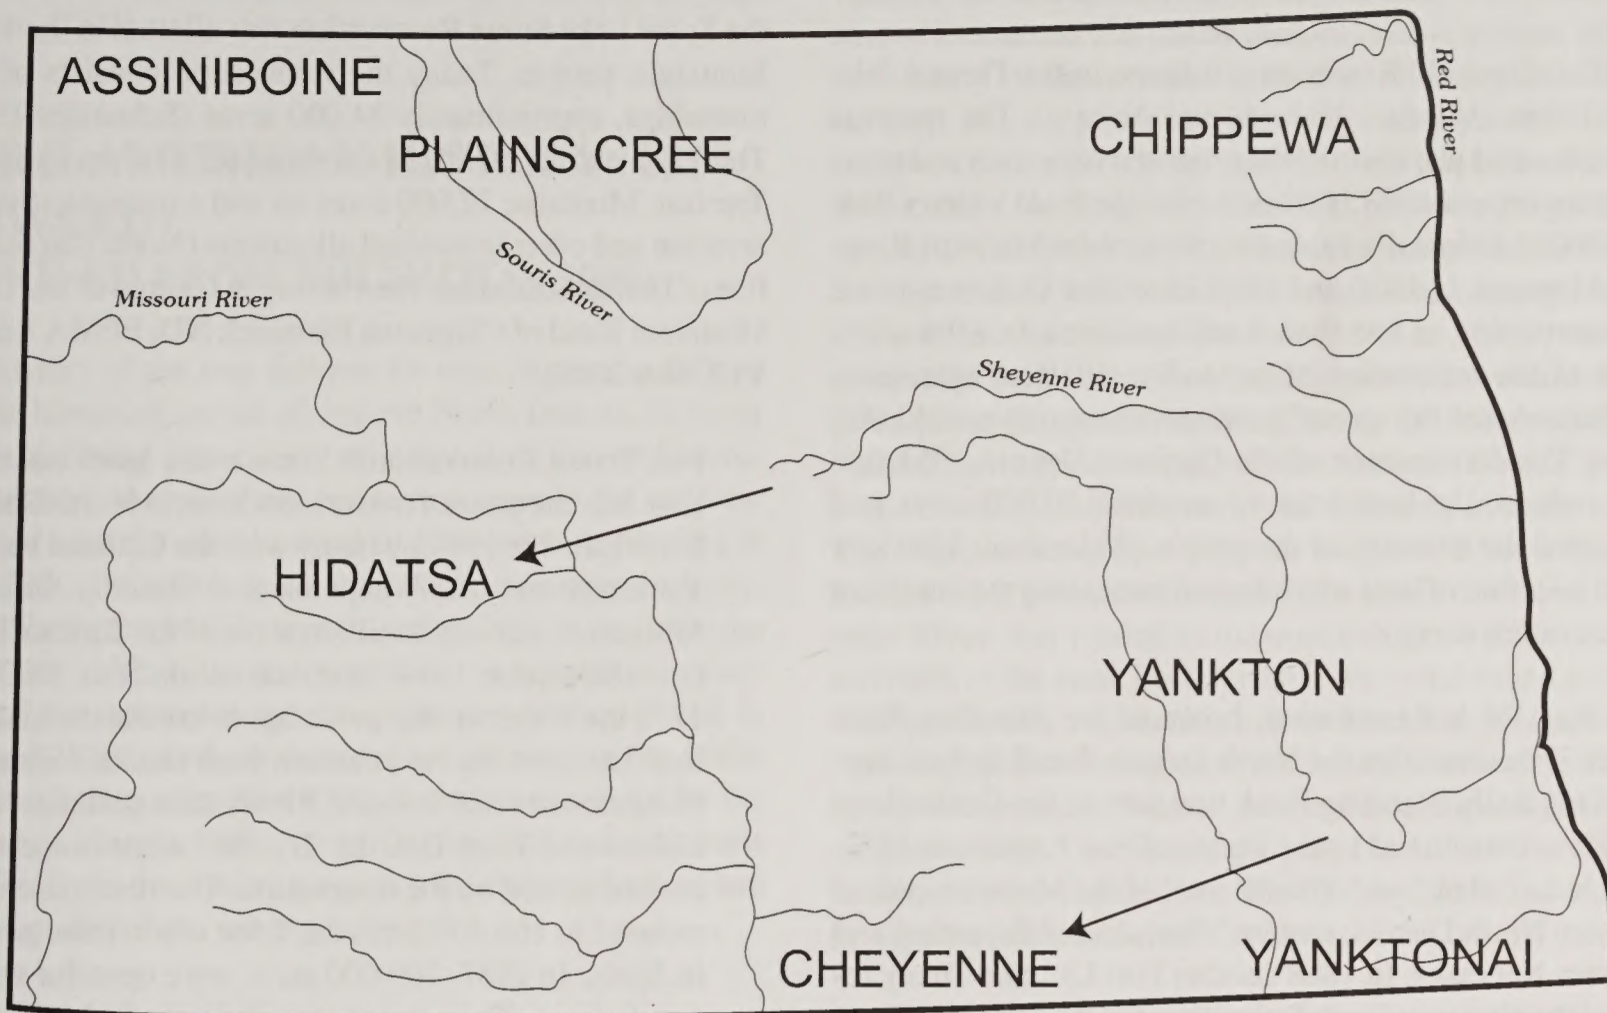 ASSINIBOINE
PLAINS CREE
CHIPPEWA
Red River
Souris River
Missouri River
Sheyenne River
HIDATSA
YANKTON
CHEYENNE
YANKTONAI